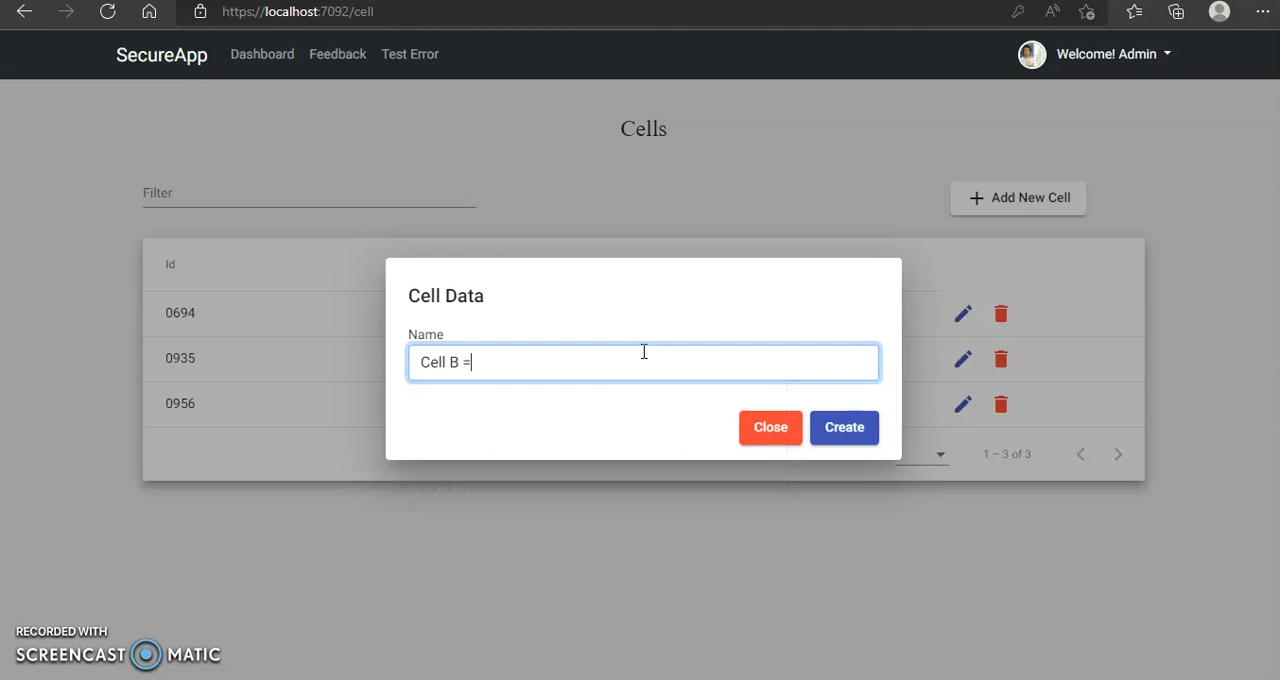 https://localhost:7092/cell
SecureApp Dashboard Feedback Test Error Welcome! Admin
Cells
Filter
+ Add New Cell
Id
Cell Data
0694
Name
0935
Cell B =
0956
Close Create
1 – 3 of 3
RECORDED WITH
SCREENCAST MATIC